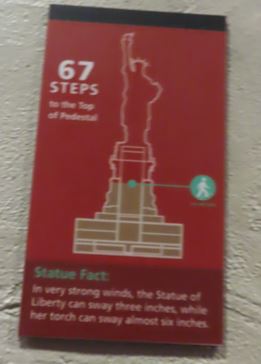 67
STEPS
to the Top
of Pedestal
Statue Fact:
In very strong winds, the Statue of
Liberty can sway three inches, while
her torch can sway almost six inches.